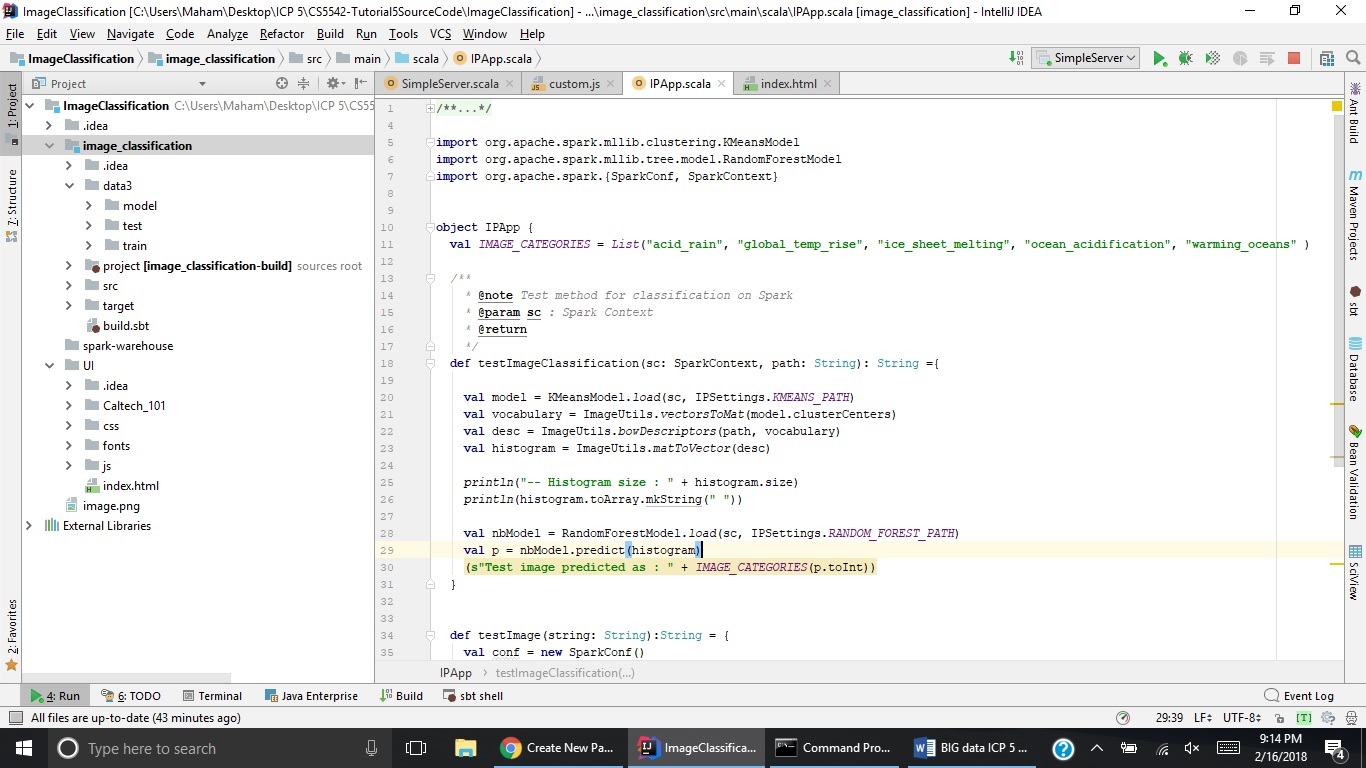 ImageClassification [C:\Users\Maham\Desktop\ICP 5\CS5542-Tutorial5SourceCode\ImageClassification] - ...\image_classification\src\main\scala\IPApp.scala [image_classification] - IntelliJ IDEA
File Edit View Navigate Code Analyze Refactor Build Run Tools VCS Window Help
ImageClassification image_classification src main scala IPApp.scala SimpleServer
Project
SimpleServer.scala custom.js IPApp.scala index.html
1: Project
7: Structure
2: Favorites
ImageClassification C:\Users\Maham\Desktop\ICP 5\CS55
.idea
image_classification
.idea
data3
model
test
train
project [image_classification-build] sources root
src
target
build.sbt
spark-warehouse
UI
.idea
Caltech_101
css
fonts
js
index.html
image.png
External Libraries
1 /**...*/
4
5 import org.apache.spark.mllib.clustering.KMeansModel
6 import org.apache.spark.mllib.tree.model.RandomForestModel
7 import org.apache.spark.{SparkConf, SparkContext}
8
9
10 object IPApp {
11 val IMAGE_CATEGORIES = List("acid_rain", "global_temp_rise", "ice_sheet_melting", "ocean_acidification", "warming_oceans" )
12
13 /**
14 * @note Test method for classification on Spark
15 * @param sc : Spark Context
16 * @return
17 */
18 def testImageClassification(sc: SparkContext, path: String): String ={
19
20 val model = KMeansModel.load(sc, IPSettings.KMEANS_PATH)
21 val vocabulary = ImageUtils.vectorsToMat(model.clusterCenters)
22 val desc = ImageUtils.bowDescriptors(path, vocabulary)
23 val histogram = ImageUtils.matToVector(desc)
24
25 println("-- Histogram size : " + histogram.size)
26 println(histogram.toArray.mkString(" "))
27
28 val nbModel = RandomForestModel.load(sc, IPSettings.RANDOM_FOREST_PATH)
29 val p = nbModel.predict(histogram)
30 (s"Test image predicted as : " + IMAGE_CATEGORIES(p.toInt))
31 }
32
33
34 def testImage(string: String):String = {
35 val conf = new SparkConf()
IPApp testImageClassification(...)
Ant Build
Maven Projects
sbt
Database
Bean Validation
SciView
4: Run 6: TODO Terminal Java Enterprise Build sbt shell Event Log
All files are up-to-date (43 minutes ago) 29:39 LF UTF-8 [T]
Type here to search Create New Pa... ImageClassifica... Command Pro... BIG data ICP 5 ... 9:14 PM
2/16/2018 4